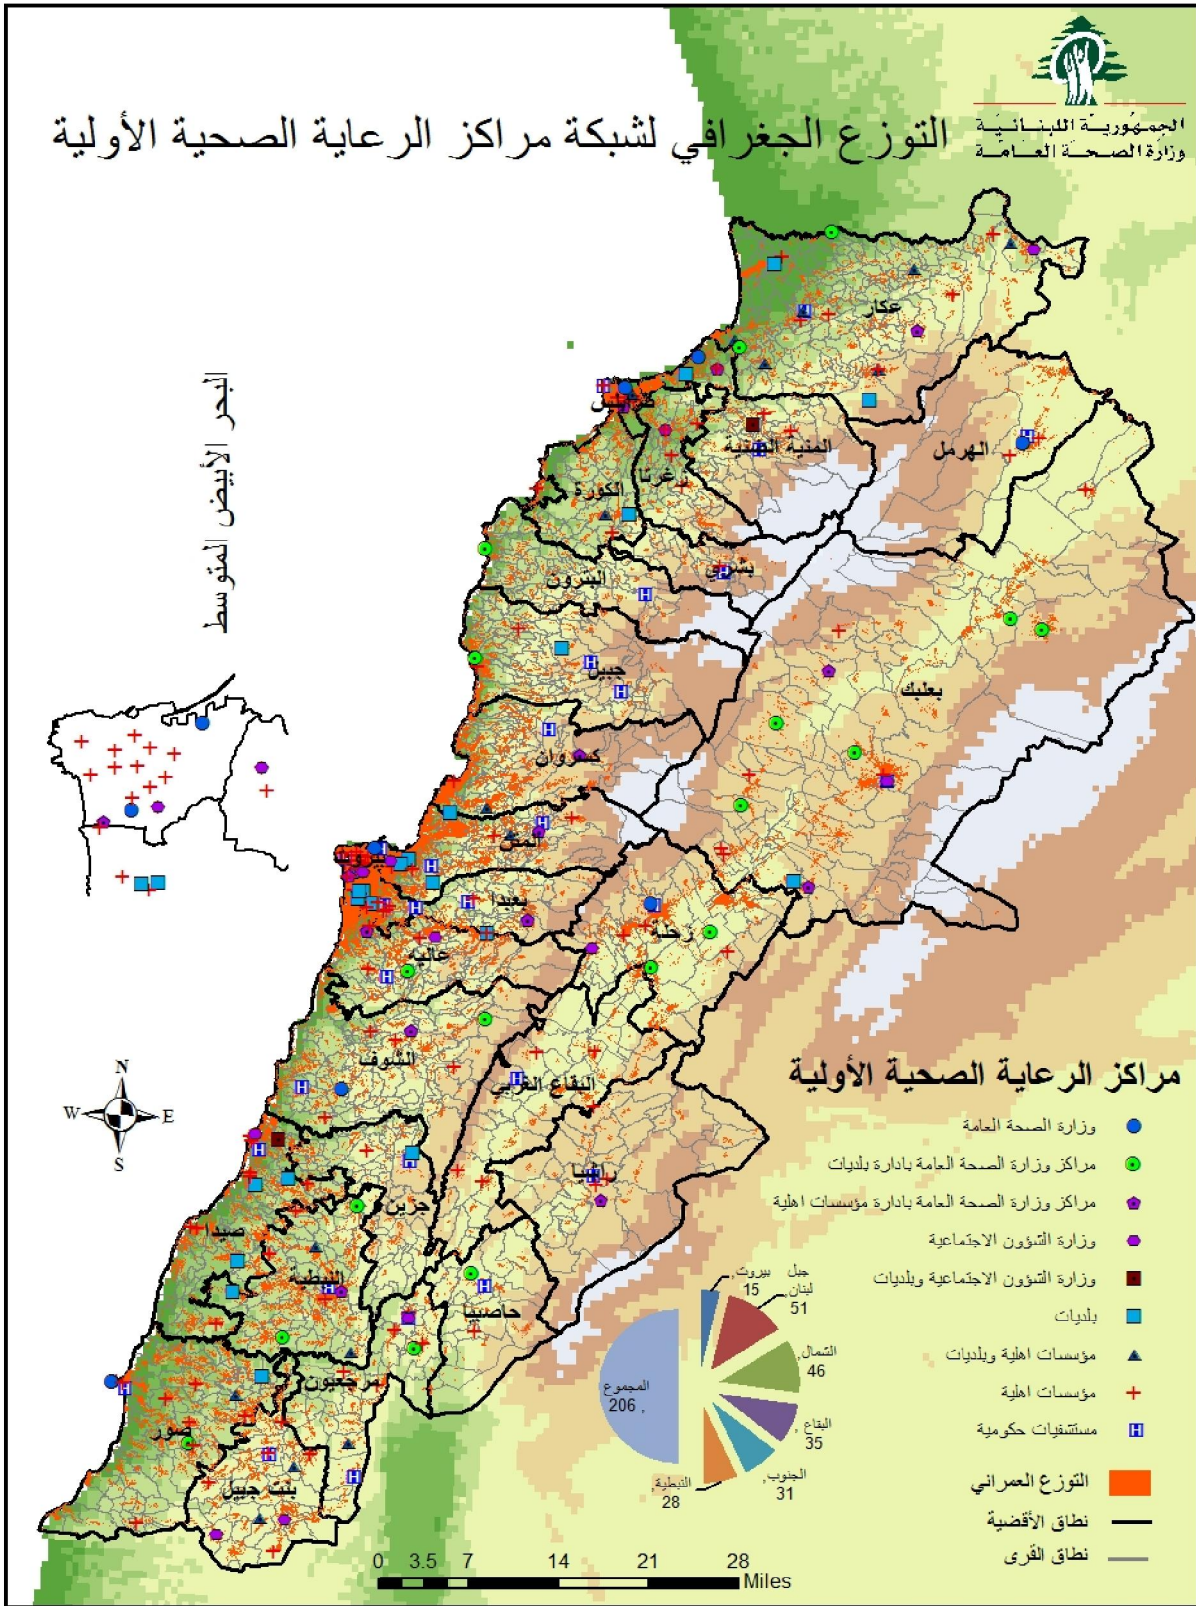 الجمهورية اللبنانية
وزارة الصحة العامة
التوزع الجغرافي لشبكة مراكز الرعاية الصحية الأولية
البحر الأبيض المتوسط
عكار
طرابلس
المنية الضنية
الهرمل
زغرتا
الكورة
بشري
البترون
جبيل
بعلبك
كسروان
المتن
بيروت
بعبدا
زحلة
عاليه
الشوف
البقاع الغربي
راشيا
جزين
صيدا
النبطية
حاصبيا
مرجعيون
صور
بنت جبيل
N
W
E
S
مراكز الرعاية الصحية الأولية
وزارة الصحة العامة
مراكز وزارة الصحة العامة بادارة بلديات
مراكز وزارة الصحة العامة بادارة مؤسسات اهلية
وزارة الشؤون الاجتماعية
وزارة الشؤون الاجتماعية وبلديات
بلديات
مؤسسات اهلية وبلديات
مؤسسات اهلية
مستشفيات حكومية
التوزع العمراني
نطاق الأقضية
نطاق القرى
بيروت,
15
جبل
لبنان,
51
الشمال,
46
البقاع,
35
الجنوب,
31
النبطية,
28
المجموع
, 206
0 3.5 7 14 21 28
Miles